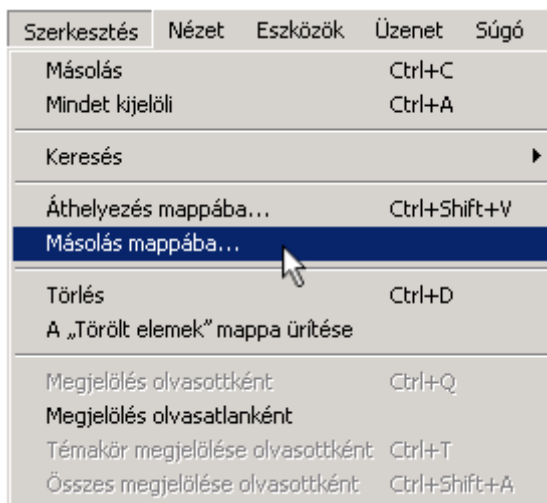 Szerkesztés Nézet Eszközök Üzenet Súgó
Másolás Ctrl+C
Mindet kijelöli Ctrl+A
Keresés
Áthelyezés mappába... Ctrl+Shift+V
Másolás mappába...
Törlés Ctrl+D
A „Törölt elemek” mappa ürítése
Megjelölés olvasottként Ctrl+Q
Megjelölés olvasatlanként
Témakör megjelölése olvasottként Ctrl+T
Összes megjelölése olvasottként Ctrl+Shift+A